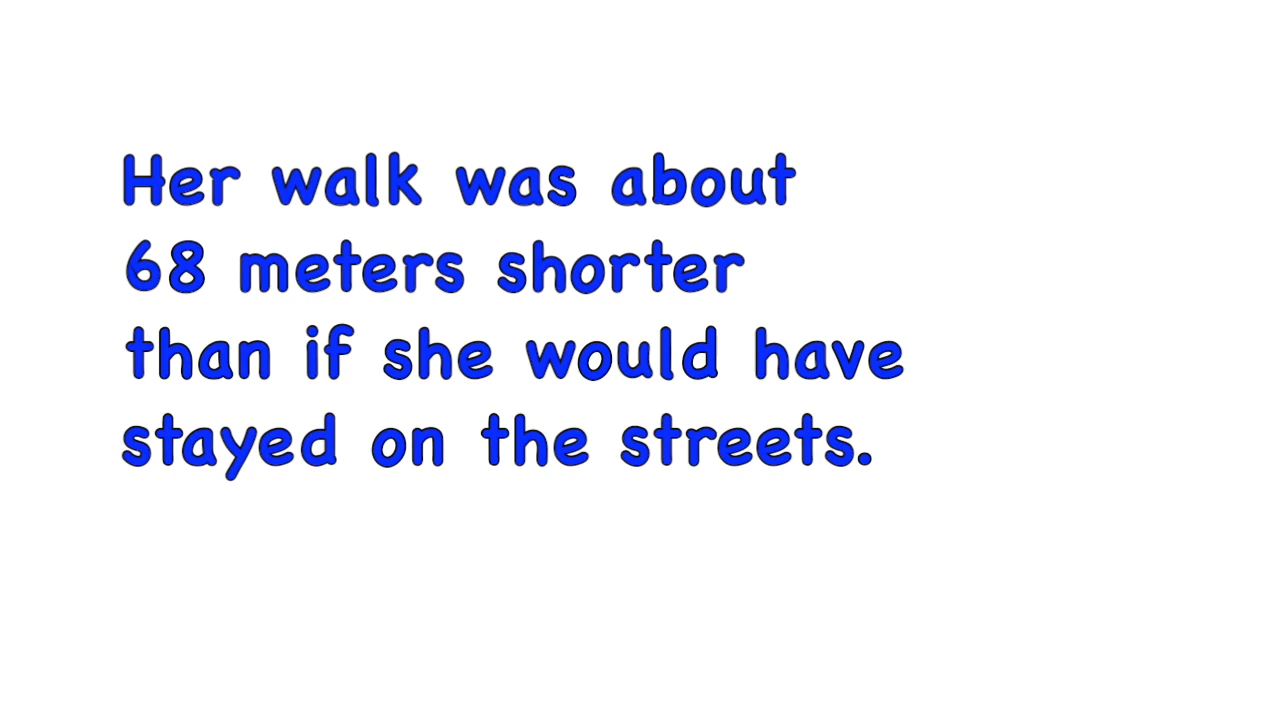 Her walk was about
68 meters shorter
than if she would have
stayed on the streets.